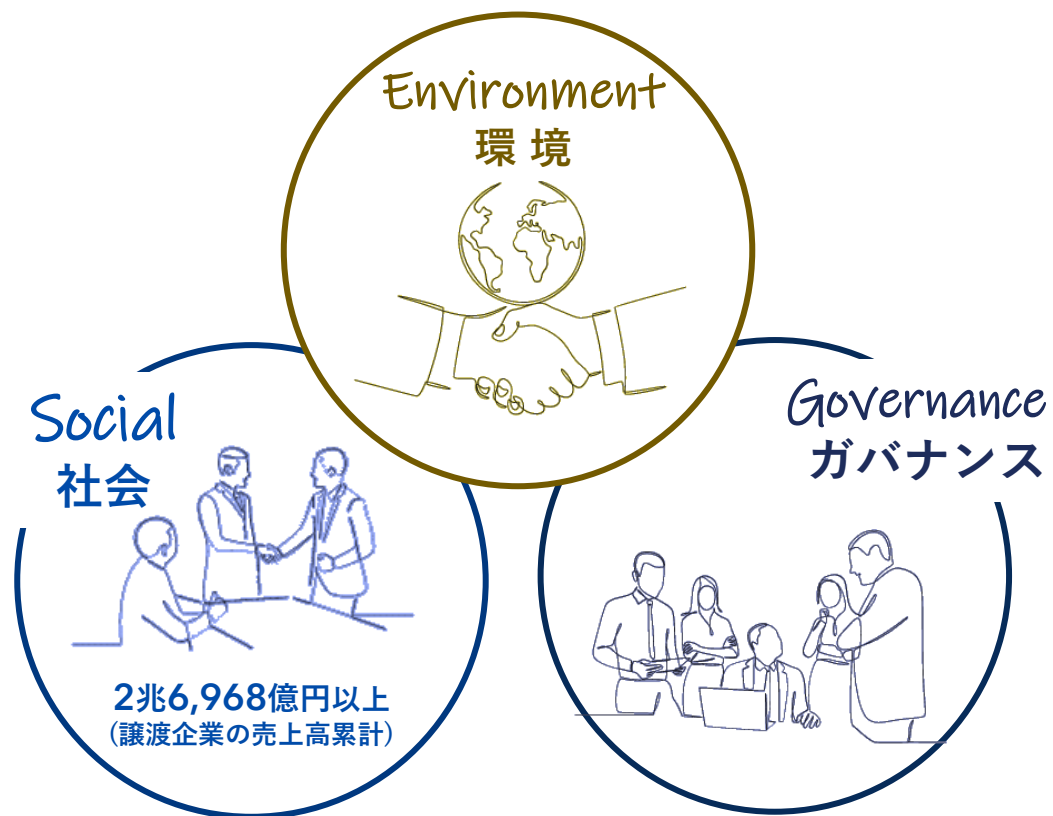 Environment
環境
Social
社会
2兆6,968億円以上
(譲渡企業の売上高累計)
Governance
ガバナンス